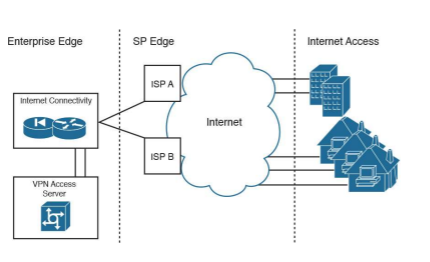 Enterprise Edge
SP Edge
Internet Access
ISP A
Internet Connectivity
Internet
ISP B
VPN Access
Server